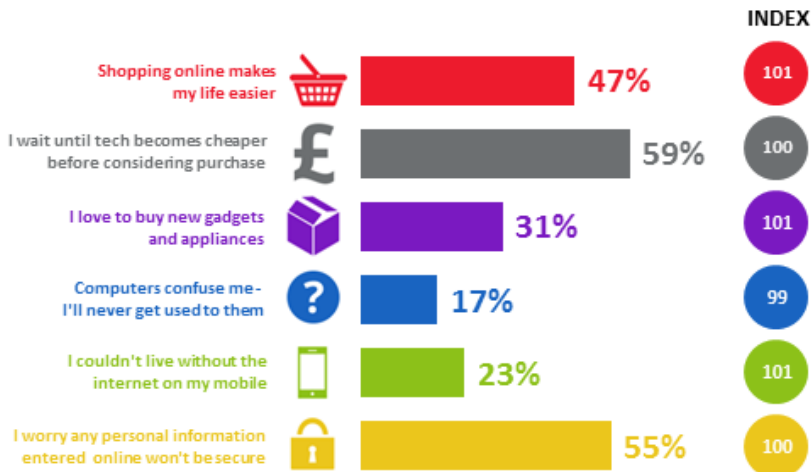 INDEX
Shopping online makes
my life easier
47%
101
I wait until tech becomes cheaper
before considering purchase
£
59%
100
I love to buy new gadgets
and appliances
31%
101
Computers confuse me -
I'll never get used to them
?
17%
99
I couldn't live without the
internet on my mobile
23%
101
I worry any personal information
entered online won't be secure
55%
100